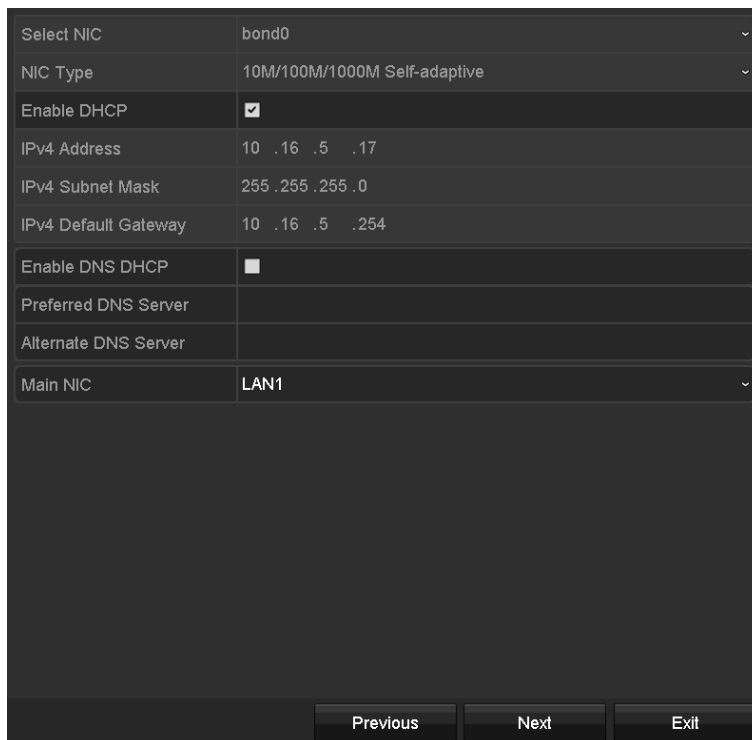 Select NIC bond0
NIC Type 10M/100M/1000M Self-adaptive
Enable DHCP
IPv4 Address 10 .16 .5 .17
IPv4 Subnet Mask 255.255.255.0
IPv4 Default Gateway 10 .16 .5 .254
Enable DNS DHCP
Preferred DNS Server
Alternate DNS Server
Main NIC LAN1
Previous Next Exit